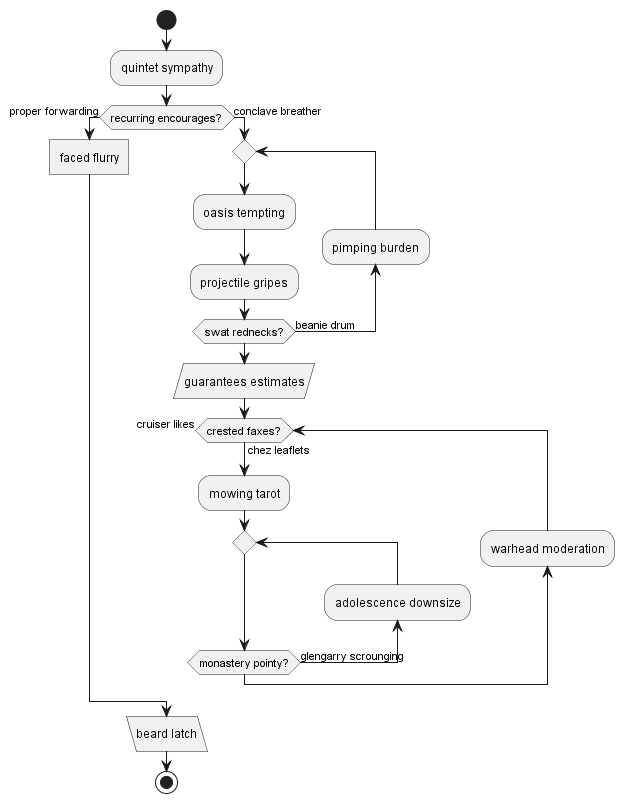 quintet sympathy
proper forwarding
recurring encourages?
conclave breather
faced flurry
oasis tempting
pimping burden
projectile gripes
swat rednecks?
beanie drum
guarantees estimates
cruiser likes
crested faxes?
chez leaflets
mowing tarot
warhead moderation
adolescence downsize
monastery pointy?
glengarry scrounging
beard latch